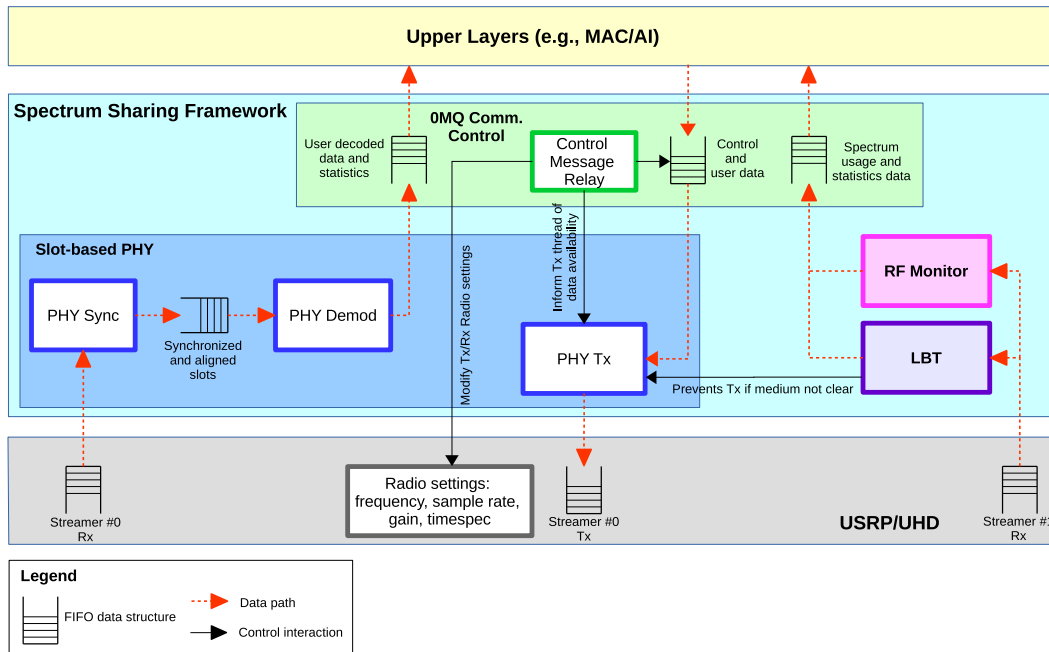 Upper Layers (e.g., MAC/AI)
Spectrum Sharing Framework
0MQ Comm.
Control
User decoded
data and
statistics
Control
Message
Relay
Control
and
user data
Spectrum
usage and
statistics data
Slot-based PHY
Modify Tx/Rx Radio settings
Inform Tx thread of
data availability
RF Monitor
PHY Sync
PHY Demod
Synchronized
and aligned
slots
PHY Tx
LBT
Prevents Tx if medium not clear
Streamer #0
Rx
Radio settings:
frequency, sample rate,
gain, timespec
Streamer #0
Tx
USRP/UHD
Streamer #1
Rx
Legend
FIFO data structure
Data path
Control interaction